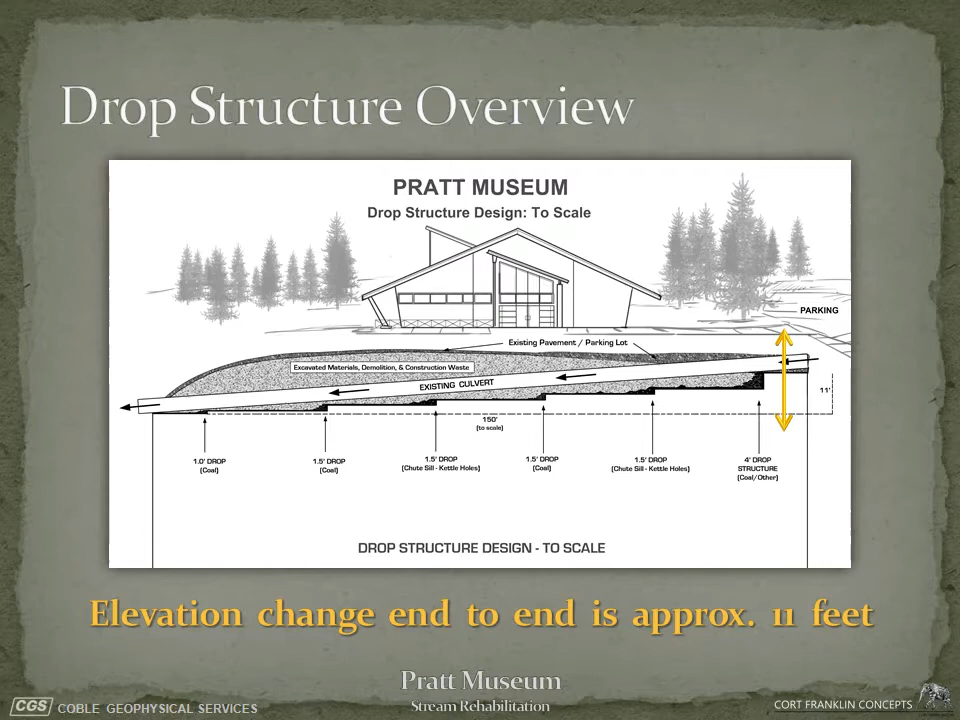 Drop Structure Overview
PRATT MUSEUM
Drop Structure Design: To Scale
PARKING
Existing Pavement / Parking Lot
Excavated Materials, Demolition, & Construction Waste
EXISTING CULVERT
11'
150'
(to scale)
1.0' DROP
(Coal)
1.5' DROP
(Coal)
1.5' DROP
(Chute Sill - Kettle Holes)
1.5' DROP
(Coal)
1.5' DROP
(Chute Sill - Kettle Holes)
4' DROP
STRUCTURE
(Coal/Other)
DROP STRUCTURE DESIGN - TO SCALE
Elevation change end to end is approx. 11 feet
Pratt Museum
Stream Rehabilitation
CGS COBLE GEOPHYSICAL SERVICES
CORT FRANKLIN CONCEPTS